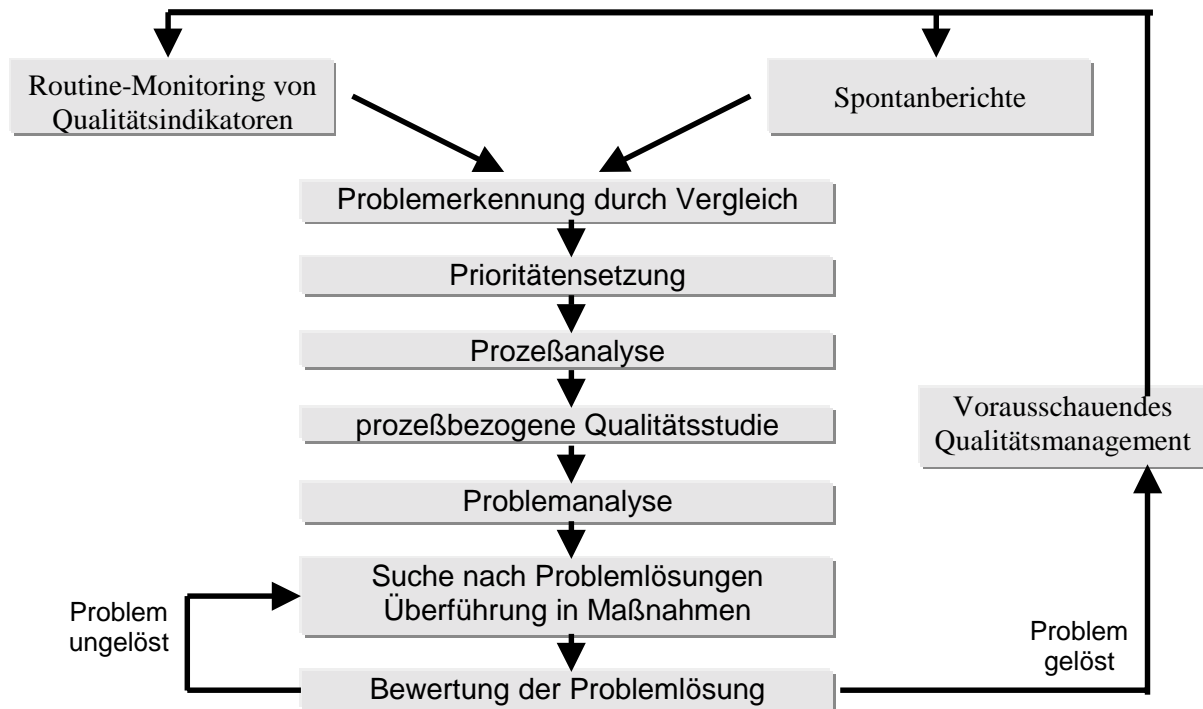 Routine-Monitoring von
Qualitätsindikatoren
Spontanberichte
Problemerkennung durch Vergleich
Prioritätensetzung
Prozeßanalyse
prozeßbezogene Qualitätsstudie
Vorausschauendes
Qualitätsmanagement
Problemanalyse
Suche nach Problemlösungen
Überführung in Maßnahmen
Problem
ungelöst
Problem
gelöst
Bewertung der Problemlösung